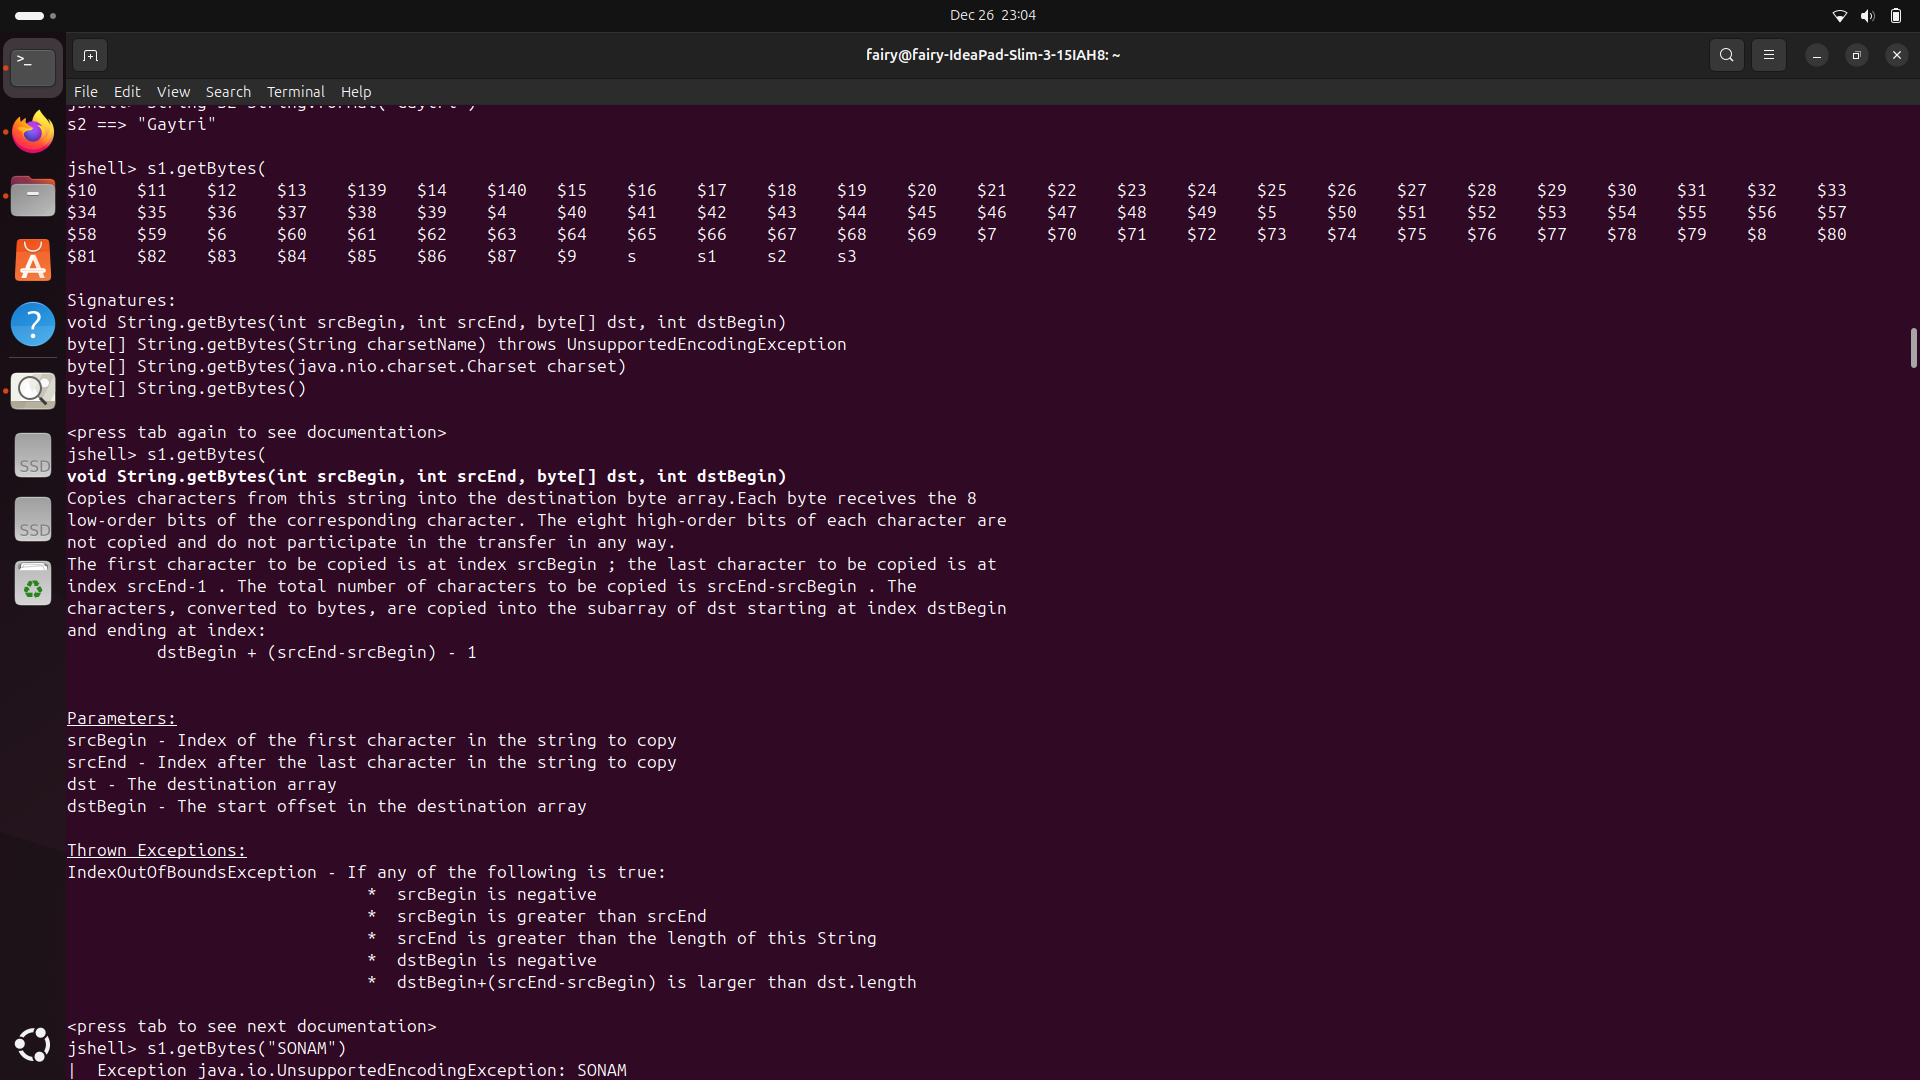 Dec 26 23:04
fairy@fairy-IdeaPad-Slim-3-15IAH8: ~
File Edit View Search Terminal Help
s2 ==> "Gaytri"
jshell> s1.getBytes(
$10 $11 $12 $13 $139 $14 $140 $15 $16 $17 $18 $19 $20 $21 $22 $23 $24 $25 $26 $27 $28 $29 $30 $31 $32 $33
$34 $35 $36 $37 $38 $39 $4 $40 $41 $42 $43 $44 $45 $46 $47 $48 $49 $5 $50 $51 $52 $53 $54 $55 $56 $57
$58 $59 $6 $60 $61 $62 $63 $64 $65 $66 $67 $68 $69 $7 $70 $71 $72 $73 $74 $75 $76 $77 $78 $79 $8 $80
$81 $82 $83 $84 $85 $86 $87 $9 s s1 s2 s3
Signatures:
void String.getBytes(int srcBegin, int srcEnd, byte[] dst, int dstBegin)
byte[] String.getBytes(String charsetName) throws UnsupportedEncodingException
byte[] String.getBytes(java.nio.charset.Charset charset)
byte[] String.getBytes()
<press tab again to see documentation>
jshell> s1.getBytes(
void String.getBytes(int srcBegin, int srcEnd, byte[] dst, int dstBegin)
Copies characters from this string into the destination byte array.Each byte receives the 8
low-order bits of the corresponding character. The eight high-order bits of each character are
not copied and do not participate in the transfer in any way.
The first character to be copied is at index srcBegin ; the last character to be copied is at
index srcEnd-1 . The total number of characters to be copied is srcEnd-srcBegin . The
characters, converted to bytes, are copied into the subarray of dst starting at index dstBegin
and ending at index:
dstBegin + (srcEnd-srcBegin) - 1
Parameters:
srcBegin - Index of the first character in the string to copy
srcEnd - Index after the last character in the string to copy
dst - The destination array
dstBegin - The start offset in the destination array
Thrown Exceptions:
IndexOutOfBoundsException - If any of the following is true:
* srcBegin is negative
* srcBegin is greater than srcEnd
* srcEnd is greater than the length of this String
* dstBegin is negative
* dstBegin+(srcEnd-srcBegin) is larger than dst.length
<press tab to see next documentation>
jshell> s1.getBytes("SONAM")
| Exception java.io.UnsupportedEncodingException: SONAM
SSD
SSD